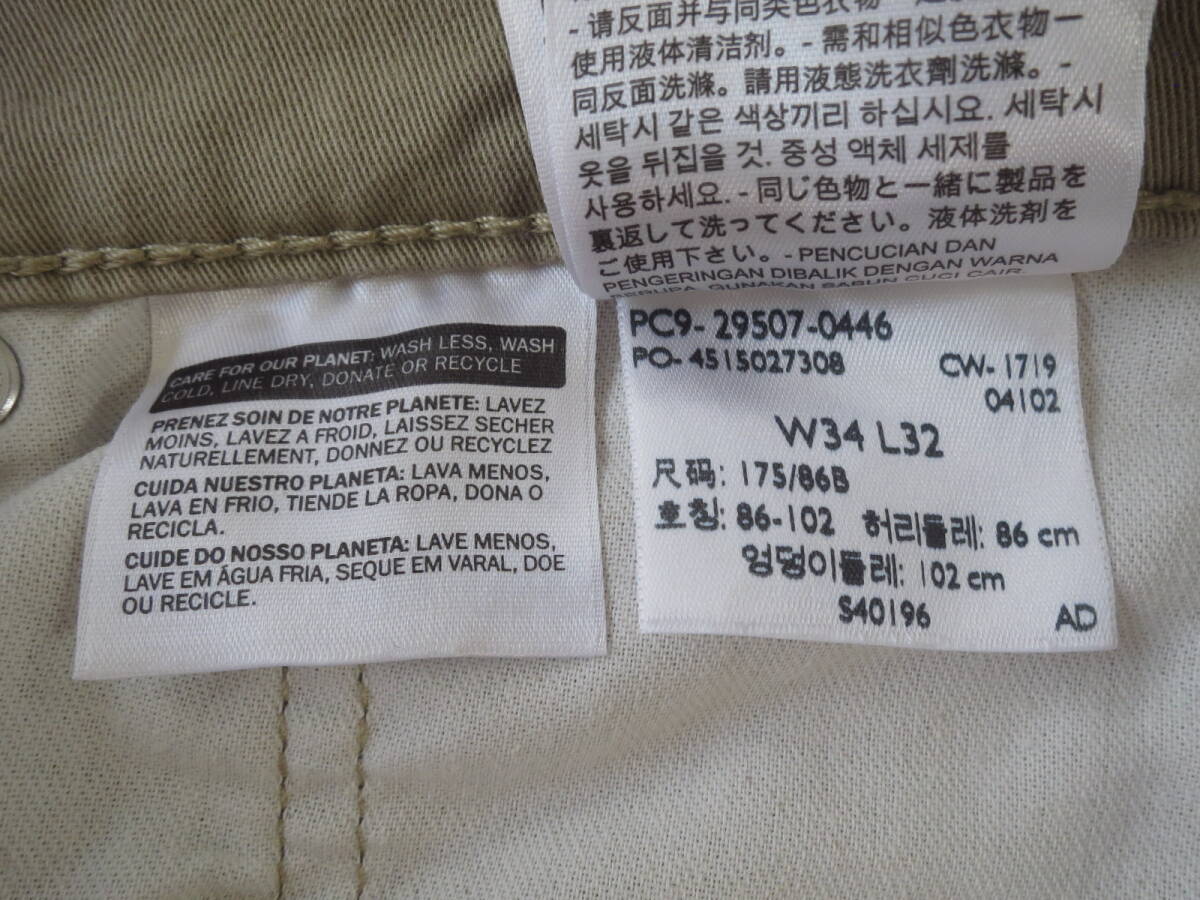 - 请反面并与同类色衣物一
使用液体清洁剂。- 需和相似色衣物一
同反面洗滌。請用液態洗衣劑洗滌。-
세탁시 같은 색상끼리 하십시요. 세탁시
옷을 뒤집을 것. 중성 액체 세제를
사용하세요. - 同じ色物と一緒に製品を
裏返して洗ってください。液体洗剤を
ご使用下さい。- PENCUCIAN DAN
PENGERINGAN DIBALIK DENGAN WARNA
GUNAKAN SABUN CUCI CAIR.
CARE FOR OUR PLANET: WASH LESS, WASH
COLD, LINE DRY, DONATE OR RECYCLE
PRENEZ SOIN DE NOTRE PLANETE: LAVEZ
MOINS, LAVEZ A FROID, LAISSEZ SECHER
NATURELLEMENT, DONNEZ OU RECYCLEZ
CUIDA NUESTRO PLANETA: LAVA MENOS,
LAVA EN FRIO, TIENDE LA ROPA, DONA O
RECICLA.
CUIDE DO NOSSO PLANETA: LAVE MENOS,
LAVE EM ÁGUA FRIA, SEQUE EM VARAL, DOE
OU RECICLE.
PC9- 29507-0446
PO- 4515027308 CW- 1719
04102
W34 L32
尺码: 175/86B
호칭: 86-102 허리둘레: 86 cm
엉덩이둘레: 102 cm
S40196 AD